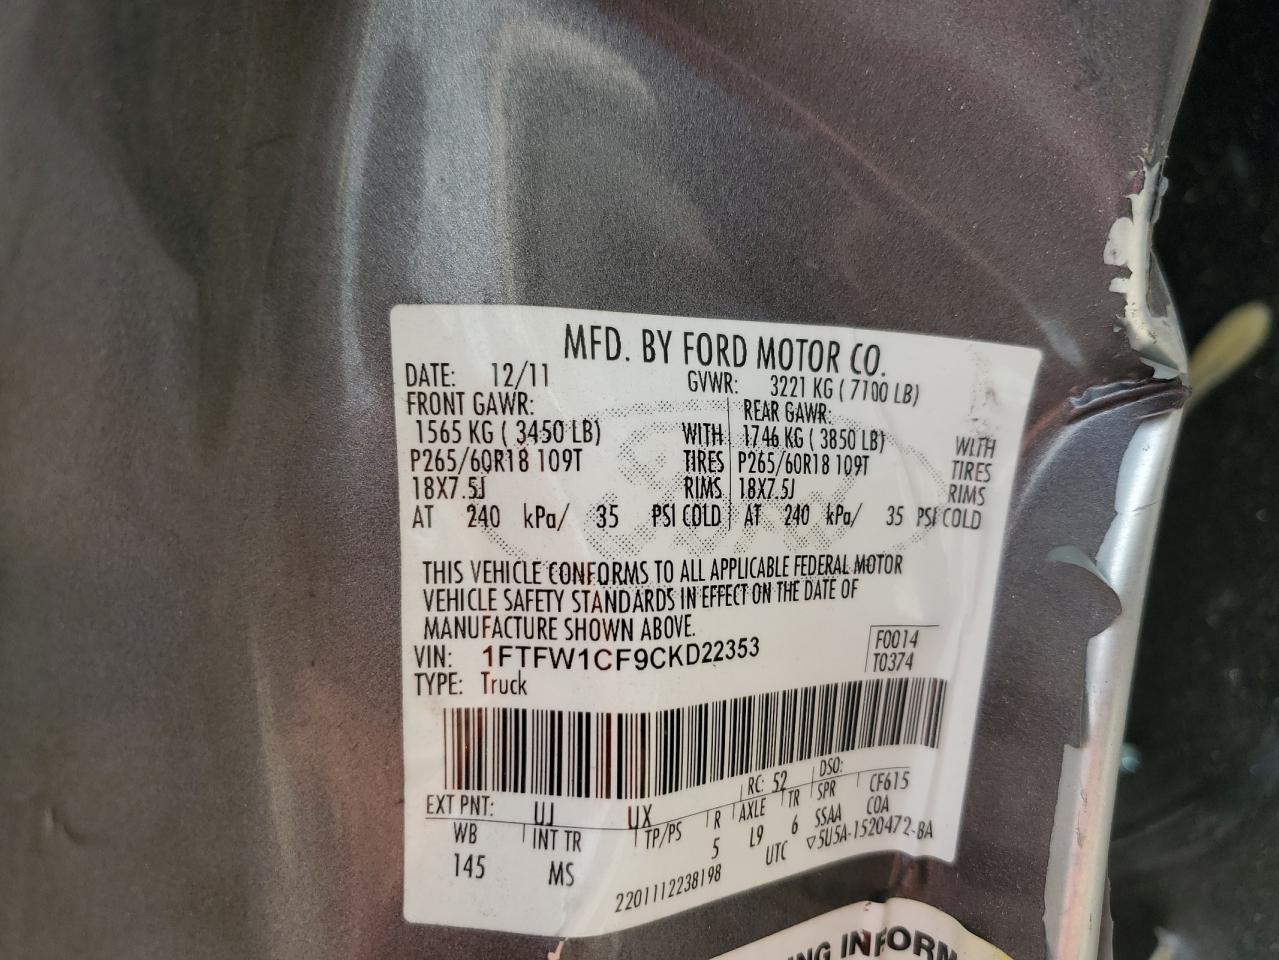 MFD. BY FORD MOTOR CO.
DATE: 12/11 GVWR: 3221 KG ( 7100 LB)
FRONT GAWR: REAR GAWR:
1565 KG ( 3450 LB) WITH 1746 KG ( 3850 LB) WITH
P265/60R18 109T TIRES P265/60R18 109T TIRES
18X7.5J RIMS 18X7.5J RIMS
AT 240 kPa/ 35 PSI COLD AT 240 kPa/ 35 PSI COLD
THIS VEHICLE CONFORMS TO ALL APPLICABLE FEDERAL MOTOR
VEHICLE SAFETY STANDARDS IN EFFECT ON THE DATE OF
MANUFACTURE SHOWN ABOVE.
VIN: 1FTFW1CF9CKD22353 F0014
TYPE: Truck T0374
EXT PNT: UJ UX RC: 52 DSO: CF615
WB INT TR TP/PS R AXLE TR SPR COA
145 MS 5 L9 6 SSAA
2201112238198 UTC ▽5U5A-1520472-BA
NG INFORM